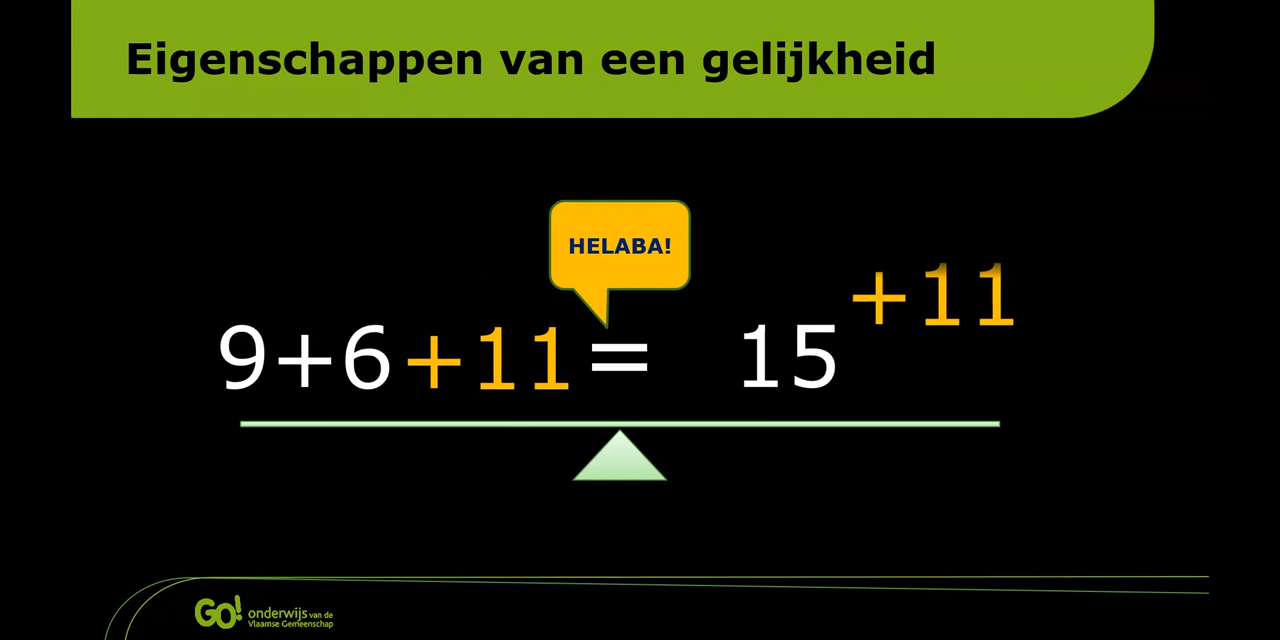 Eigenschappen van een gelijkheid
HELABA!
9+6+11= 15 +11
GO! onderwijs van de
Vlaamse Gemeenschap